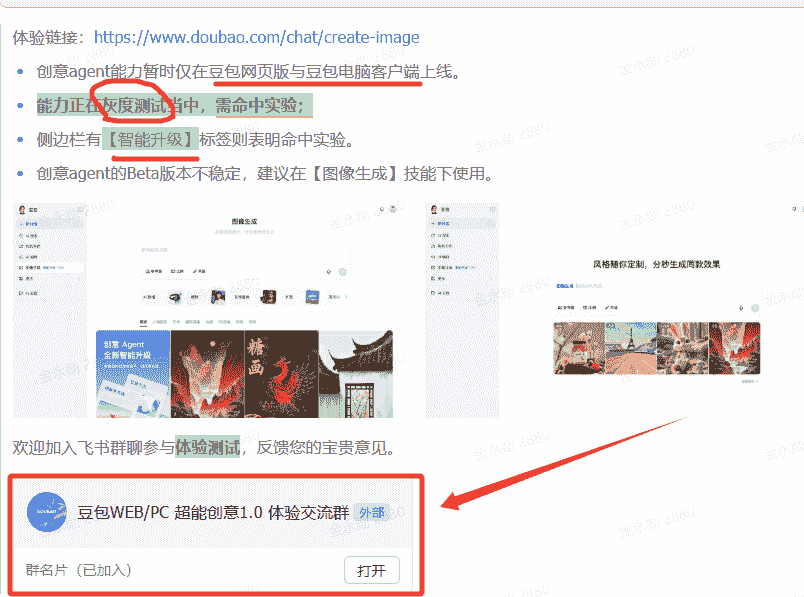 体验链接：https://www.doubao.com/chat/create-image
创意agent能力暂时仅在豆包网页版与豆包电脑客户端上线。
能力正在灰度测试当中，需命中实验；
侧边栏有【智能升级】标签则表明命中实验。
创意agent的Beta版本不稳定，建议在【图像生成】技能下使用。
图像生成
风格随你定制，分秒生成同款效果
创意 Agent
全新智能升级
糖画
欢迎加入飞书群聊参与体验测试，反馈您的宝贵意见。
豆包WEB/PC 超能创意1.0 体验交流群 外部
群名片（已加入）
打开